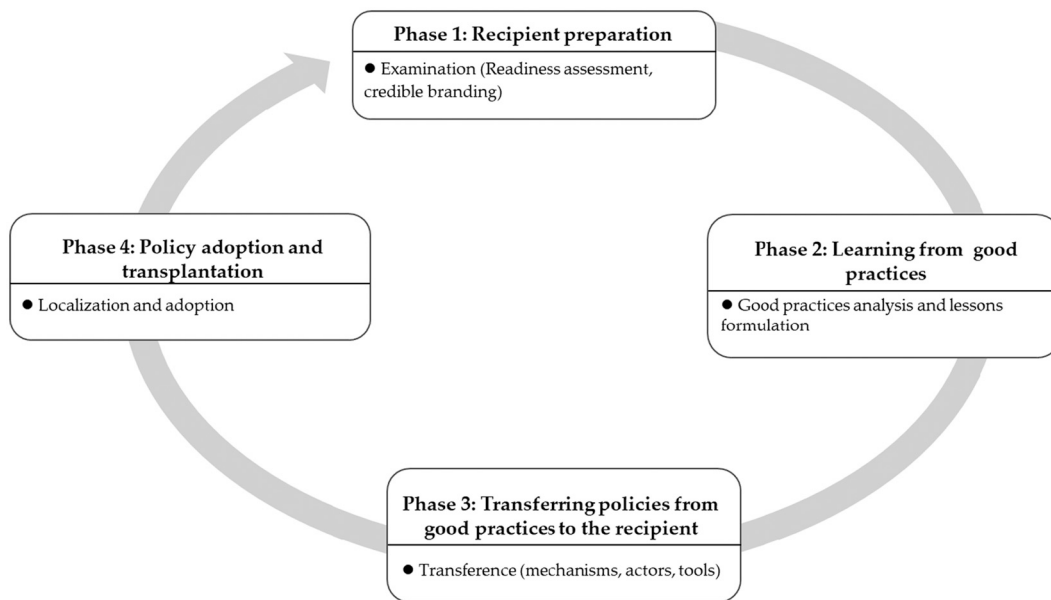 Phase 1: Recipient preparation
● Examination (Readiness assessment,
credible branding)
Phase 2: Learning from good
practices
● Good practices analysis and lessons
formulation
Phase 3: Transferring policies from
good practices to the recipient
● Transference (mechanisms, actors, tools)
Phase 4: Policy adoption and
transplantation
● Localization and adoption